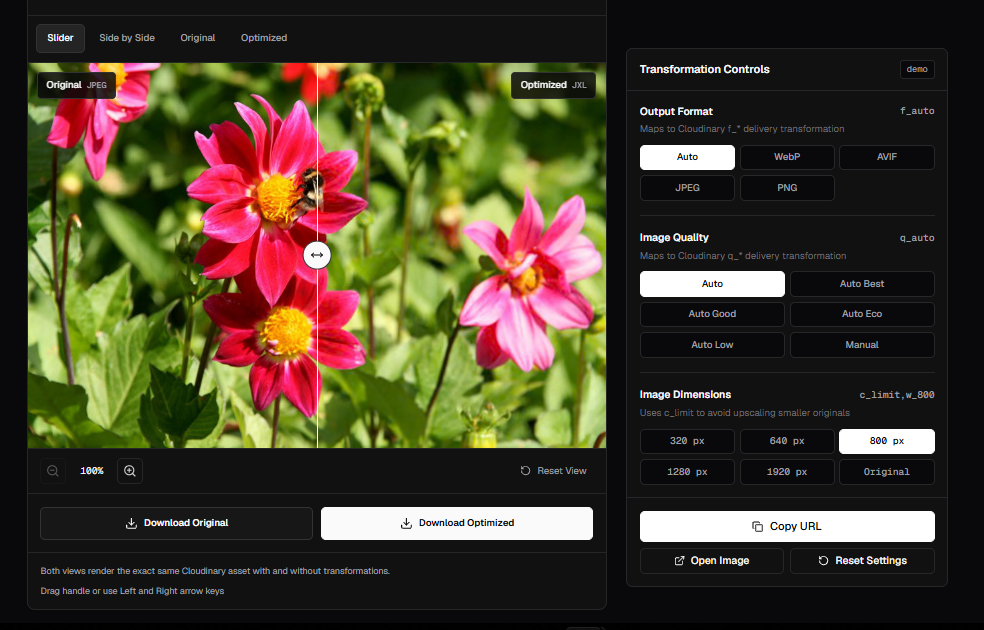 Slider Side by Side Original Optimized
Original JPEG
Optimized JXL
100%
Reset View
Download Original
Download Optimized
Both views render the exact same Cloudinary asset with and without transformations.
Drag handle or use Left and Right arrow keys
Transformation Controls demo
Output Format f_auto
Maps to Cloudinary f_* delivery transformation
Auto WebP AVIF
JPEG PNG
Image Quality q_auto
Maps to Cloudinary q_* delivery transformation
Auto Auto Best
Auto Good Auto Eco
Auto Low Manual
Image Dimensions c_limit,w_800
Uses c_limit to avoid upscaling smaller originals
320 px 640 px 800 px
1280 px 1920 px Original
Copy URL
Open Image Reset Settings